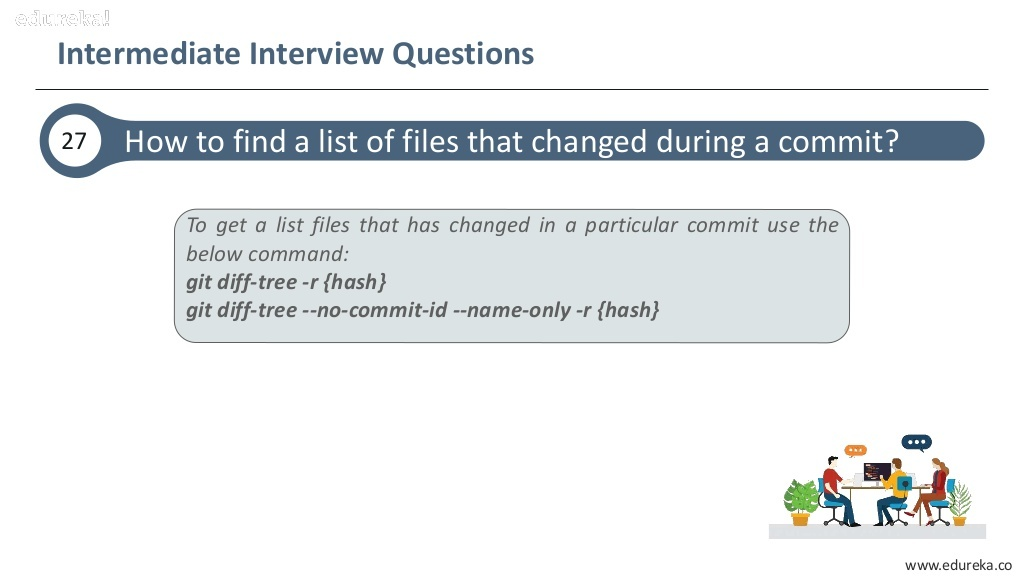 edureka!
Intermediate Interview Questions
27
How to find a list of files that changed during a commit?
To get a list files that has changed in a particular commit use the
below command:
git diff-tree -r {hash}
git diff-tree --no-commit-id --name-only -r {hash}
www.edureka.co